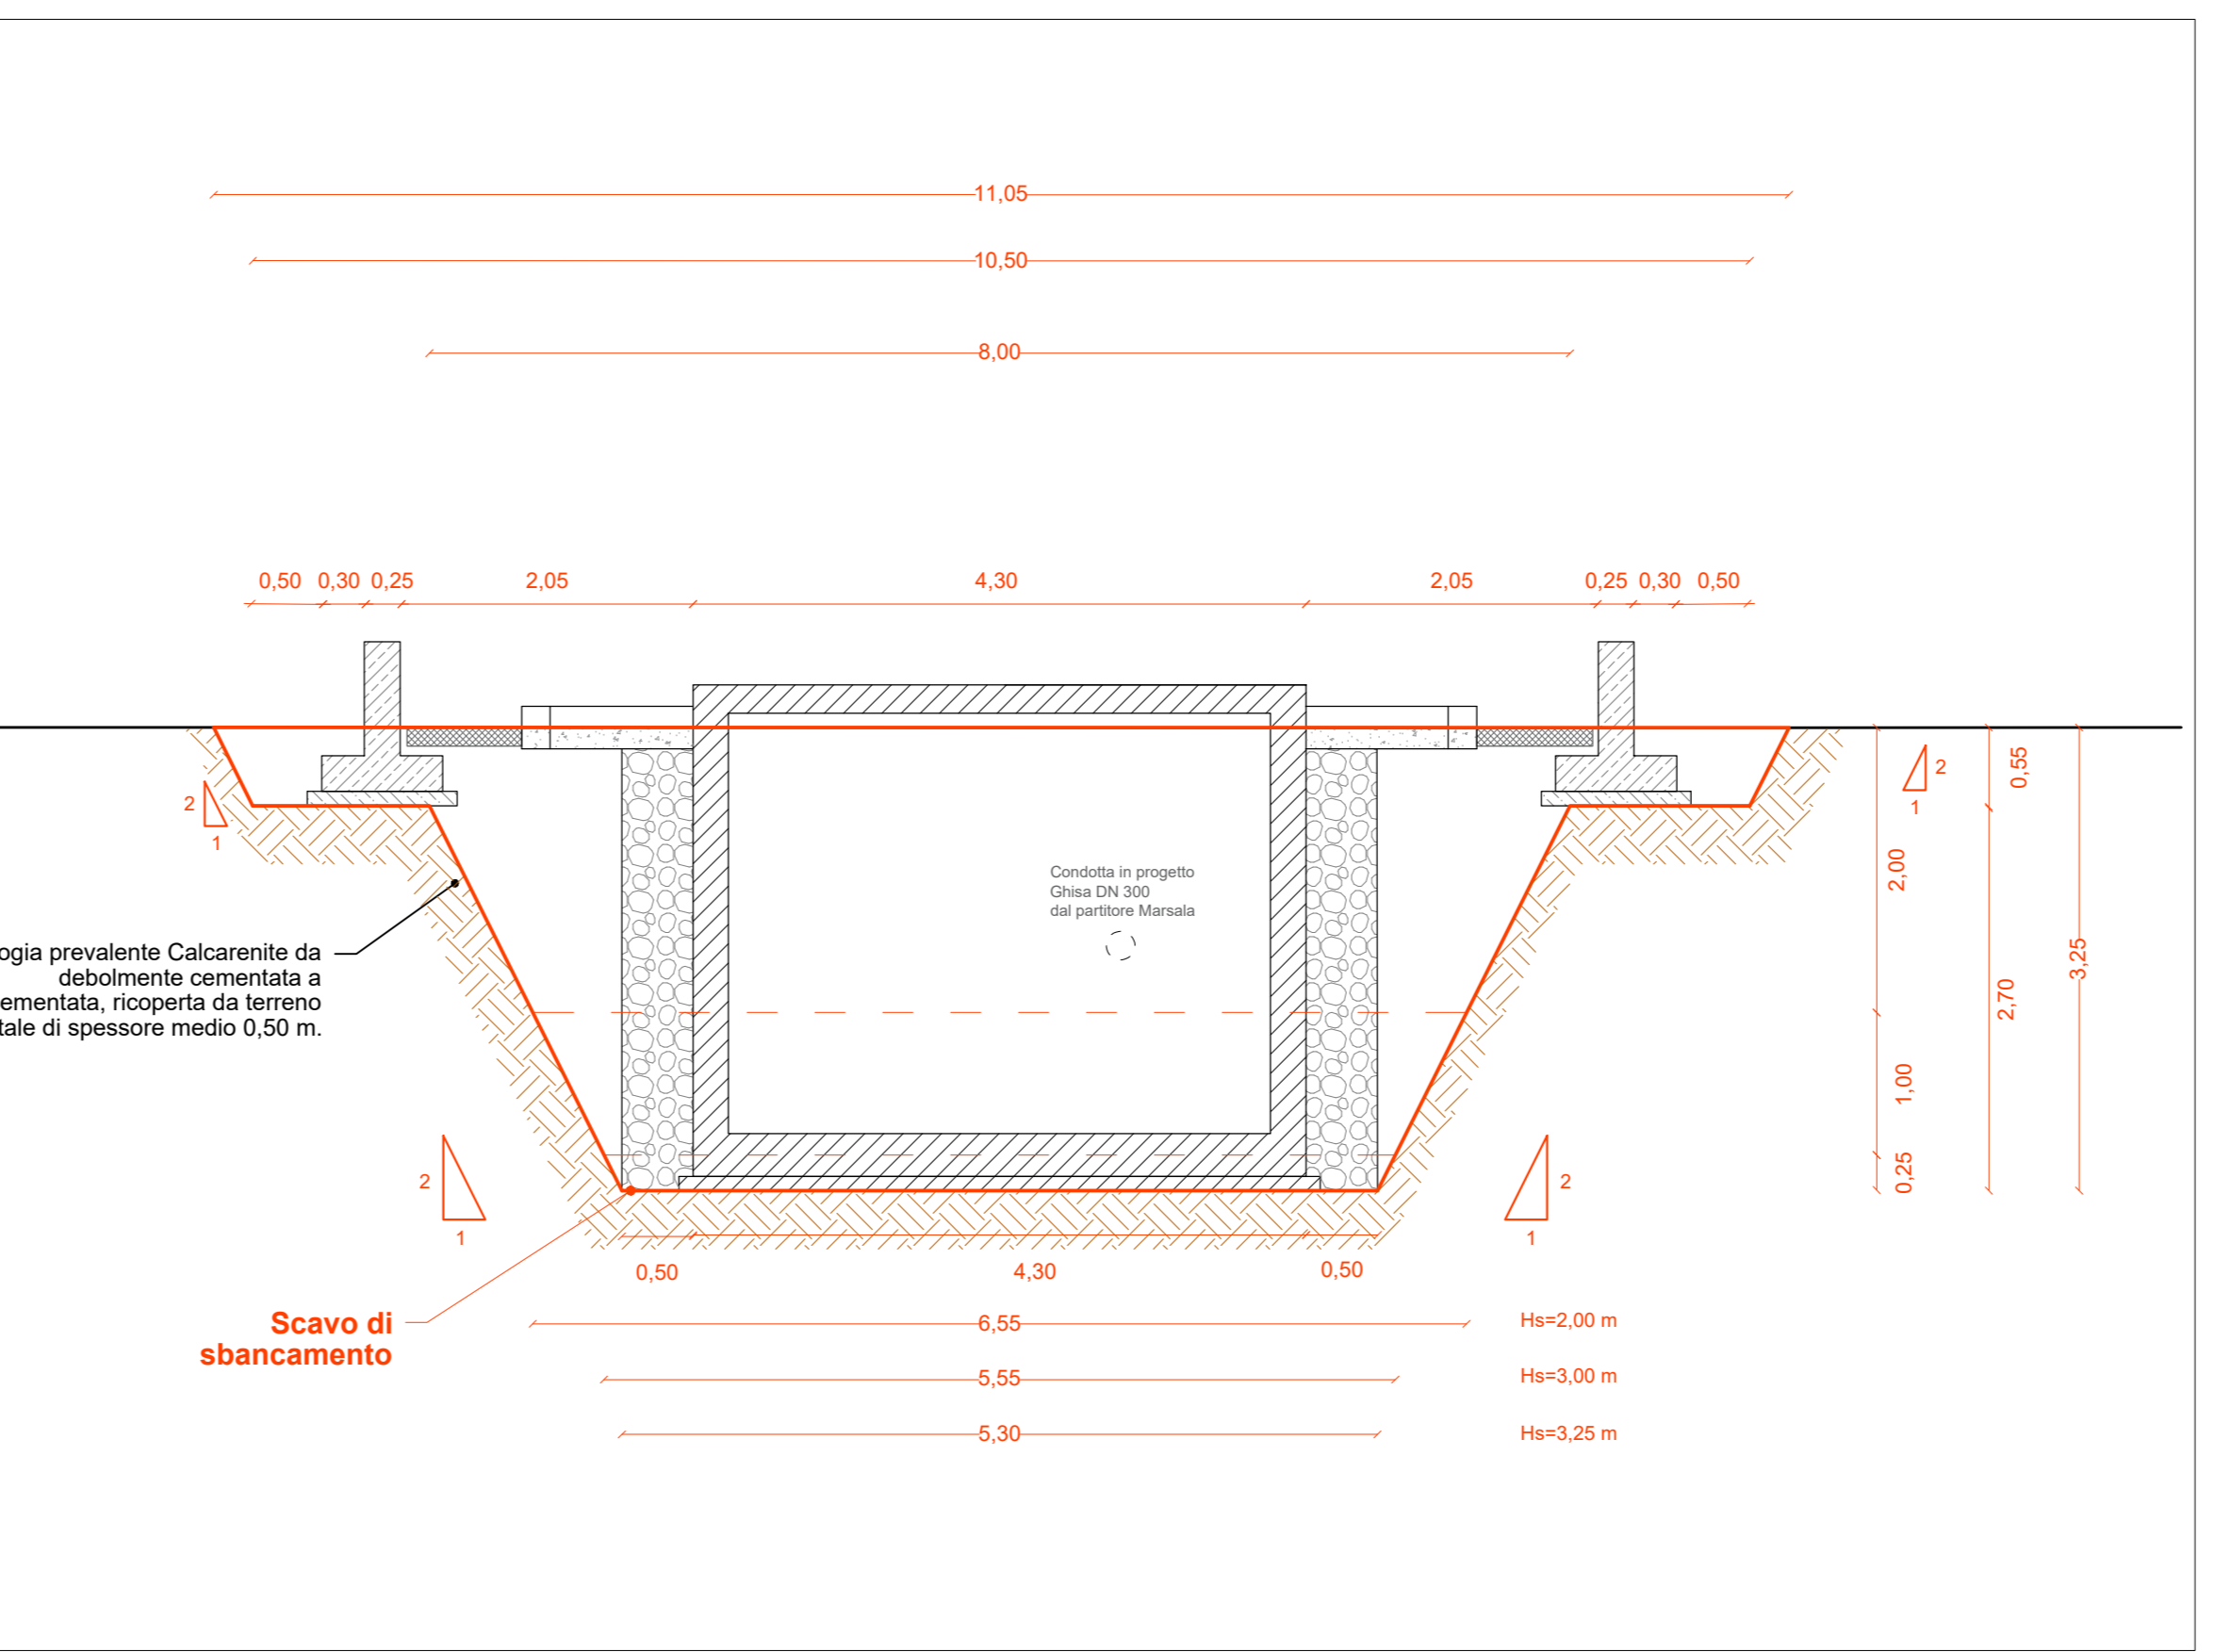 11,05
10,50
8,00
0,50 0,30 0,25 2,05 4,30 2,05 0,25 0,30 0,50
2
1
2
1
0,55
2,00
Condotta in progetto
Ghisa DN 300
dal partitore Marsala
ogia prevalente Calcarenite da
debolmente cementata a
ementata, ricoperta da terreno
tale di spessore medio 0,50 m.
3,25
2,70
1,00
0,25
2
1
2
1
0,50 4,30 0,50
Scavo di
sbancamento
6,55 Hs=2,00 m
5,55 Hs=3,00 m
5,30 Hs=3,25 m